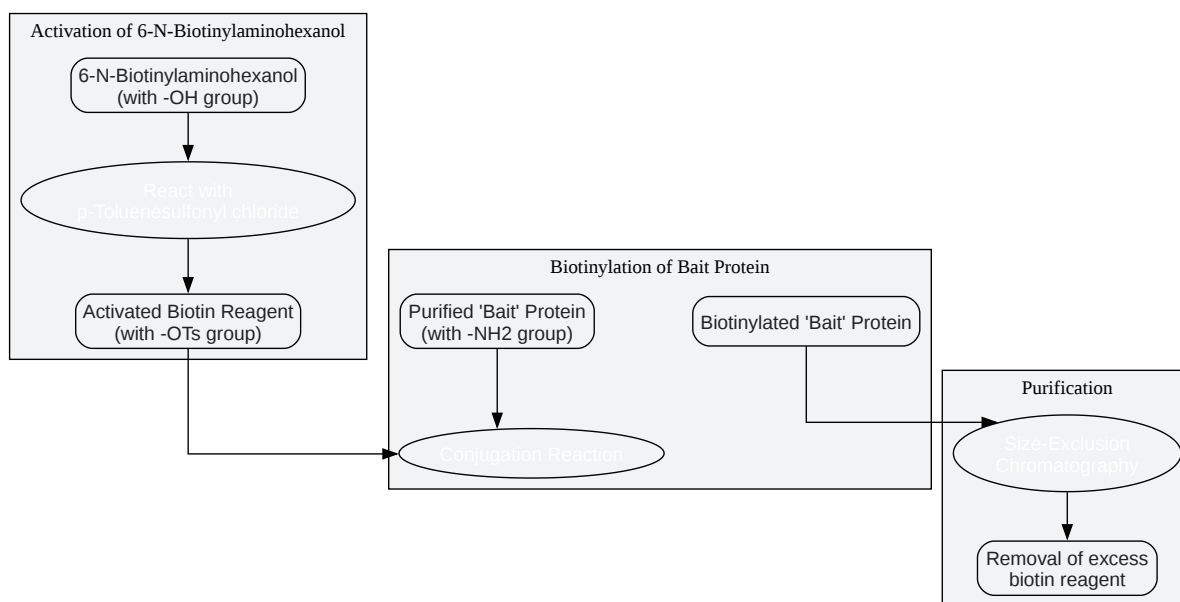 Activation of 6-N-Biotinylaminohexanol
6-N-Biotinylaminohexanol
(with -OH group)
React with
p-Toluenesulfonyl chloride
Activated Biotin Reagent
(with -OTs group)
Biotinylation of Bait Protein
Purified 'Bait' Protein
(with -NH2 group)
Biotinylated 'Bait' Protein
Conjugation Reaction
Purification
Size-Exclusion
Chromatography
Removal of excess
biotin reagent